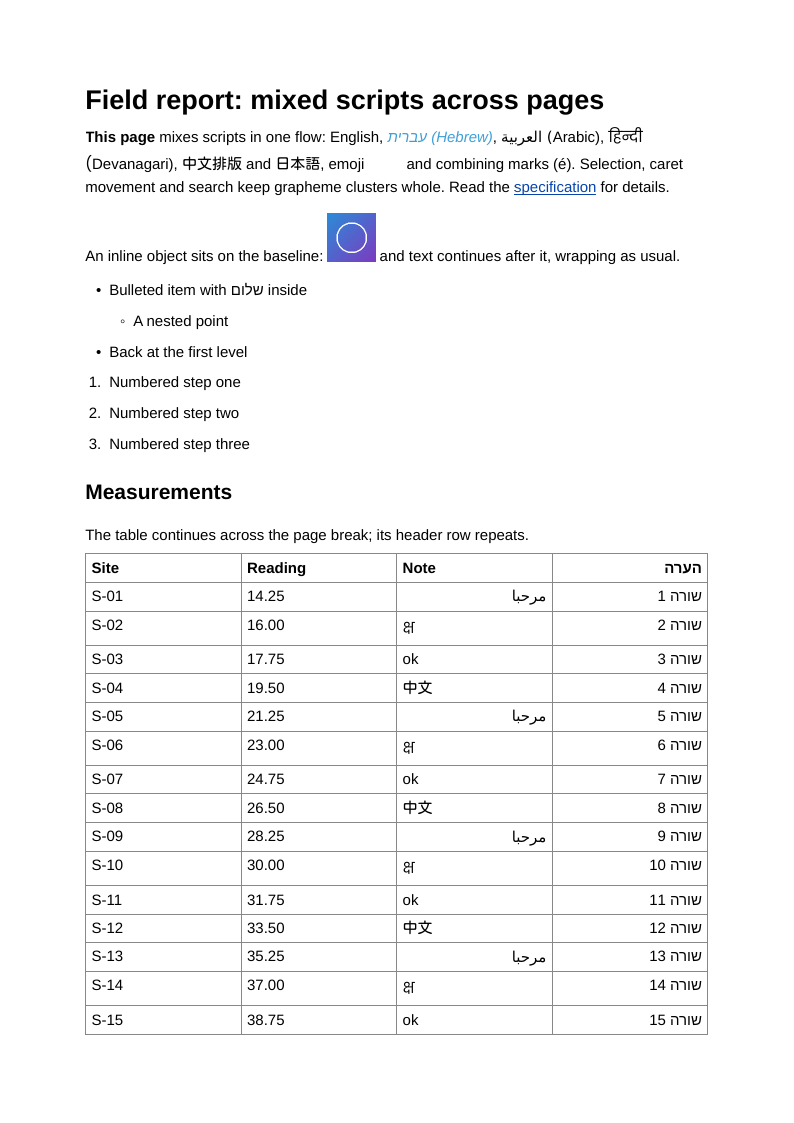 Field report: mixed scripts across pages
This page mixes scripts in one flow: English, עברית (Hebrew), العربية (Arabic), हिन्दी
(Devanagari), 中文排版 and 日本語, emoji and combining marks (é). Selection, caret
movement and search keep grapheme clusters whole. Read the specification for details.
An inline object sits on the baseline: and text continues after it, wrapping as usual.
• Bulleted item with שלום inside
◦ A nested point
• Back at the first level
1. Numbered step one
2. Numbered step two
3. Numbered step three
Measurements
The table continues across the page break; its header row repeats.
Site Reading Note הערה
S-01 14.25 مرحبا שורה 1
S-02 16.00 क्ष שורה 2
S-03 17.75 ok שורה 3
S-04 19.50 中文 שורה 4
S-05 21.25 مرحبا שורה 5
S-06 23.00 क्ष שורה 6
S-07 24.75 ok שורה 7
S-08 26.50 中文 שורה 8
S-09 28.25 مرحبا שורה 9
S-10 30.00 क्ष שורה 10
S-11 31.75 ok שורה 11
S-12 33.50 中文 שורה 12
S-13 35.25 مرحبا שורה 13
S-14 37.00 क्ष שורה 14
S-15 38.75 ok שורה 15